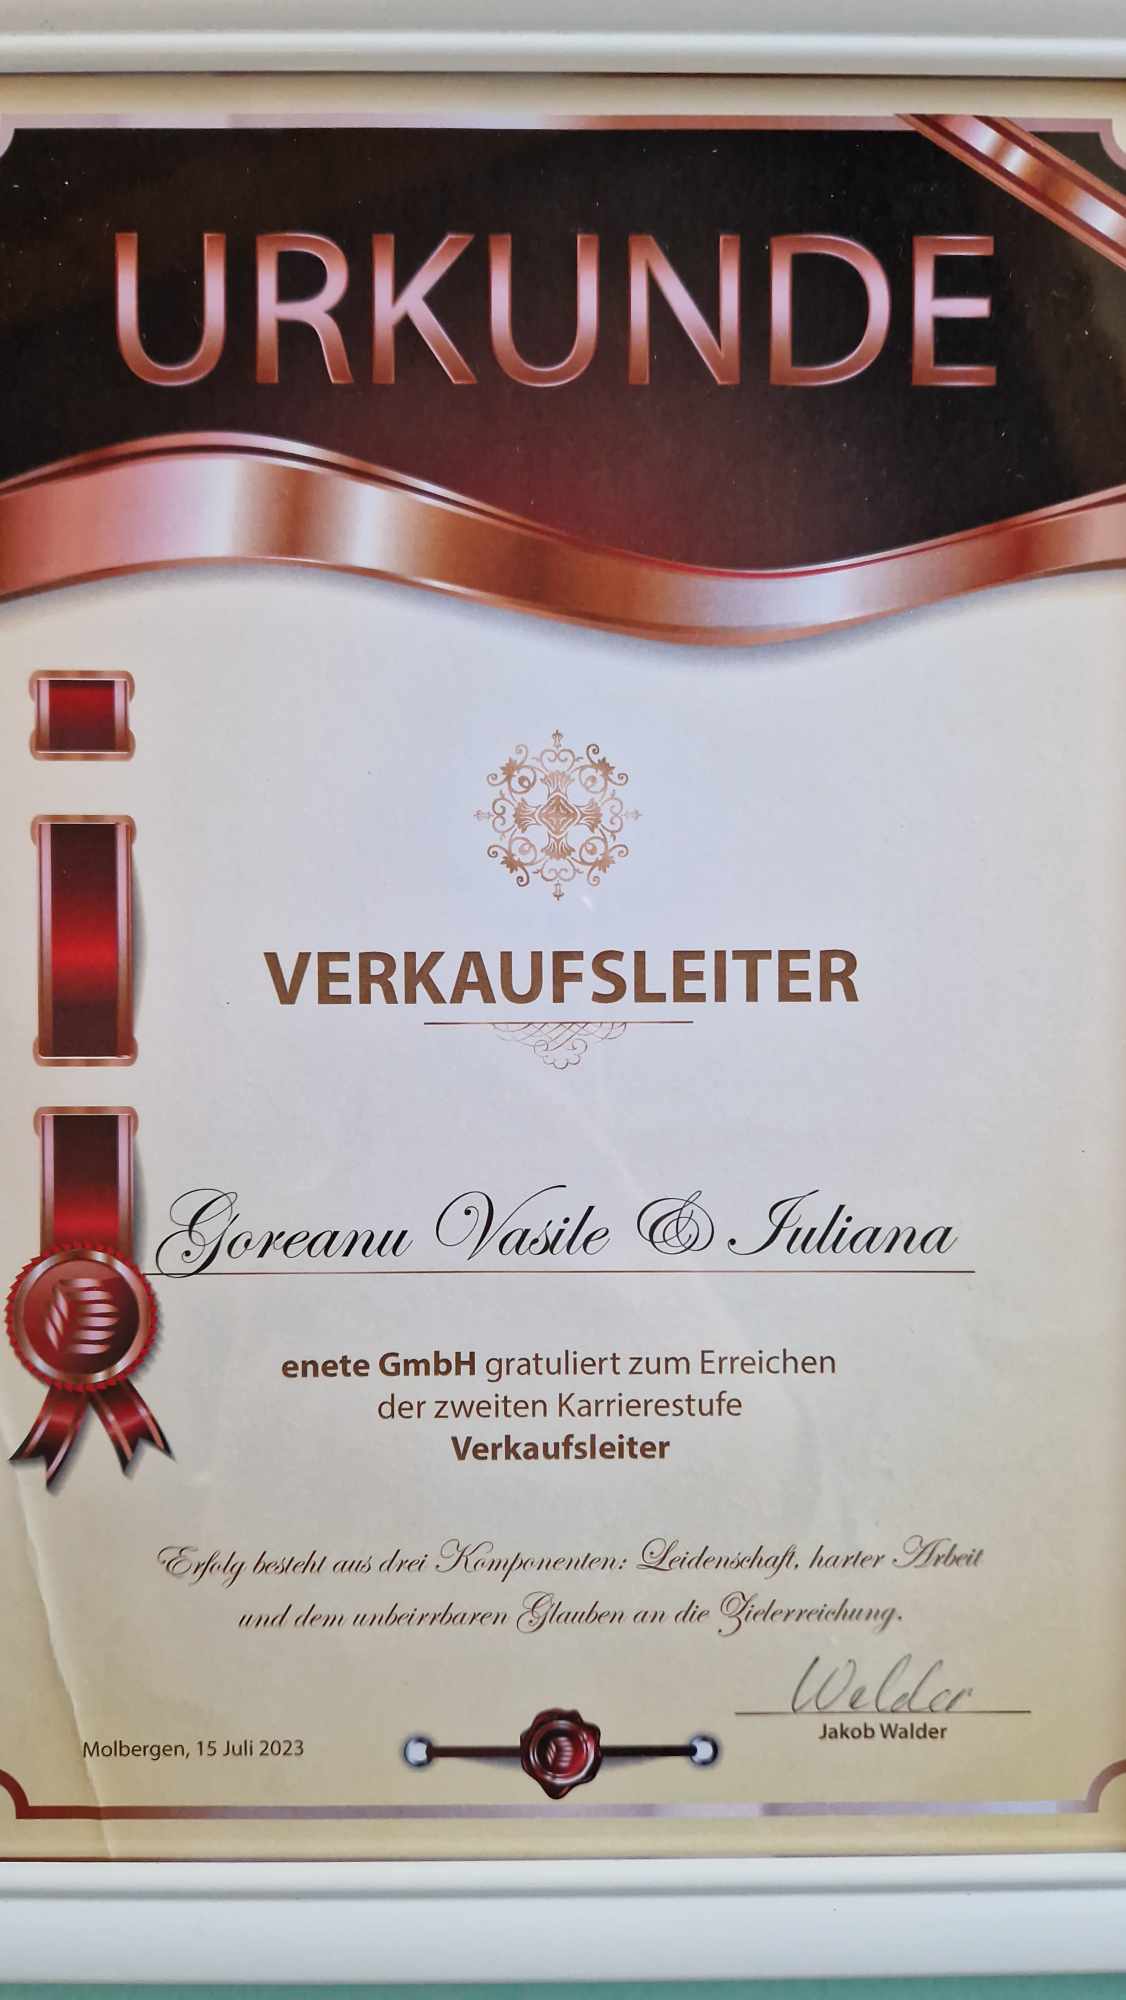 URKUNDE
VERKAUFSLEITER
Goreanu Vasile & Iuliana
enete GmbH gratuliert zum Erreichen
der zweiten Karrierestufe
Verkaufsleiter
Erfolg besteht aus drei Komponenten: Leidenschaft, harter Arbeit
und dem unbeirrbaren Glauben an die Zielerreichung.
Walder
Jakob Walder
Molbergen, 15 Juli 2023